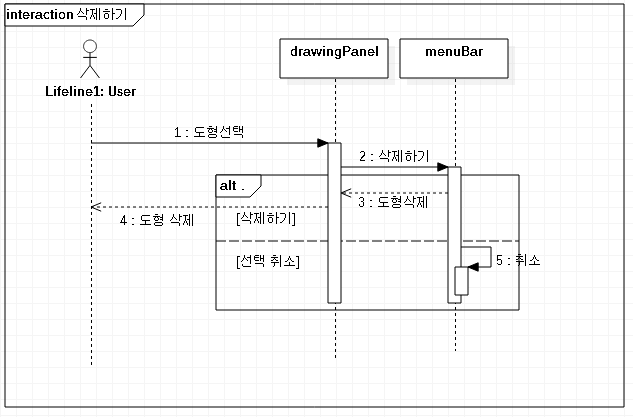 interaction 삭제하기
drawingPanel
menuBar
Lifeline1: User
1 : 도형선택
2 : 삭제하기
alt .
3 : 도형삭제
4 : 도형 삭제
[삭제하기]
[선택 취소]
5 : 취소